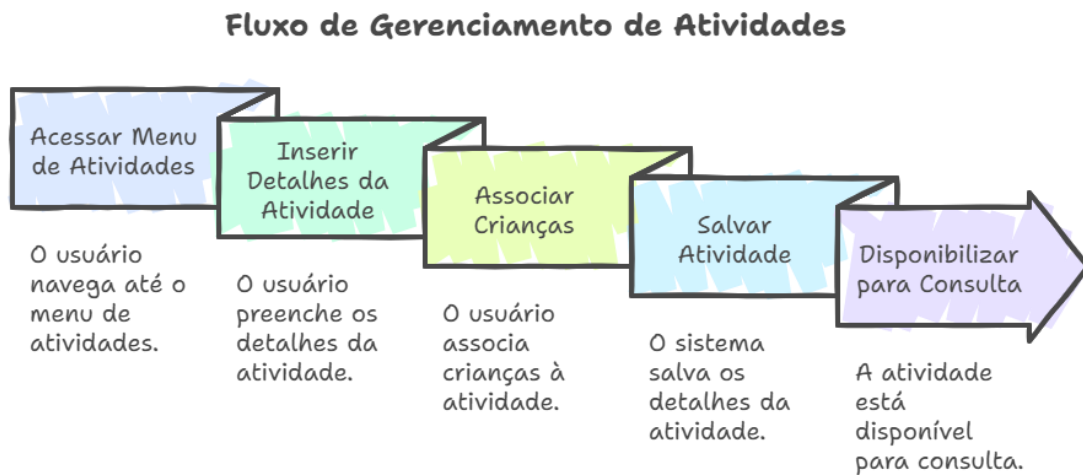 Fluxo de Gerenciamento de Atividades
Acessar Menu
de Atividades
O usuário
navega até o
menu de
atividades.
Inserir
Detalhes da
Atividade
O usuário
preenche os
detalhes da
atividade.
Associar
Crianças
O usuário
associa
crianças à
atividade.
Salvar
Atividade
O sistema
salva os
detalhes da
atividade.
Disponibilizar
para Consulta
A atividade
está
disponível
para consulta.